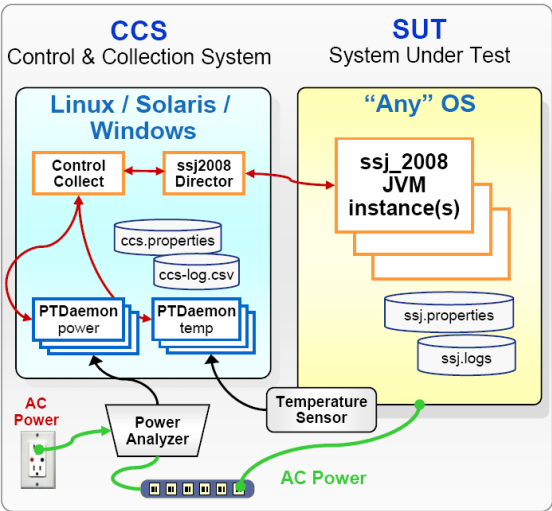 CCS
Control & Collection System
SUT
System Under Test
Linux / Solaris /
Windows
Control
Collect
ssj2008
Director
ccs.properties
ccs-log.csv
PTDaemon
power
PTDaemon
temp
“Any” OS
ssj_2008
JVM
instance(s)
ssj.properties
ssj.logs
AC
Power
Power
Analyzer
Temperature
Sensor
AC Power